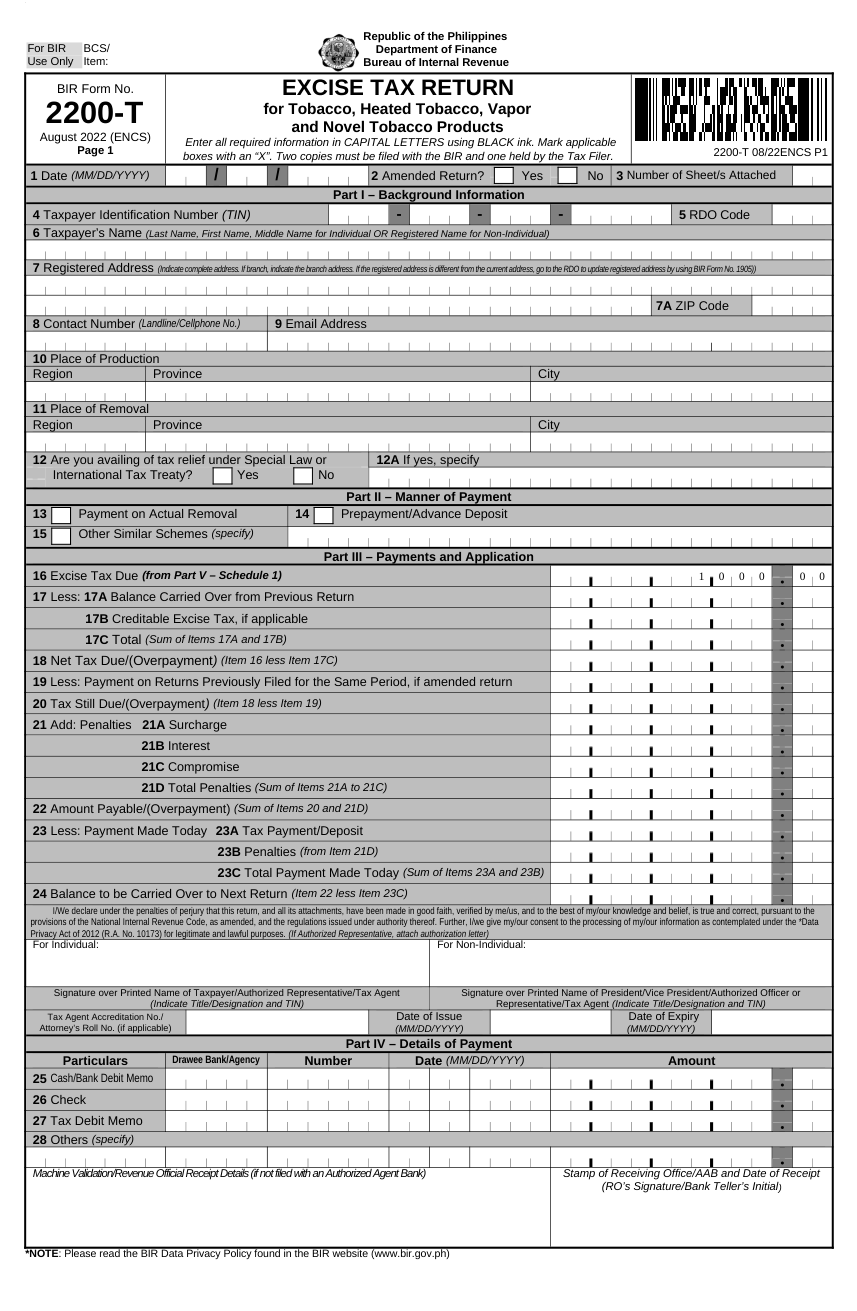 Republic of the Philippines
For BIR BCS/
Department of Finance
Use Only Item:
Bureau of Internal Revenue
BIR Form No.
2200-T
August 2022 (ENCS)
Page 1
EXCISE TAX RETURN
for Tobacco, Heated Tobacco, Vapor
and Novel Tobacco Products
Enter all required information in CAPITAL LETTERS using BLACK ink. Mark applicable
boxes with an “X”. Two copies must be filed with the BIR and one held by the Tax Filer.
2200-T 08/22ENCS P1
1 Date (MM/DD/YYYY) / / 2 Amended Return? Yes No 3 Number of Sheet/s Attached
Part I – Background Information
4 Taxpayer Identification Number (TIN) - - - 5 RDO Code
6 Taxpayer’s Name (Last Name, First Name, Middle Name for Individual OR Registered Name for Non-Individual)
7 Registered Address (Indicate complete address. If branch, indicate the branch address. If the registered address is different from the current address, go to the RDO to update registered address by using BIR Form No. 1905))
7A ZIP Code
8 Contact Number (Landline/Cellphone No.) 9 Email Address
10 Place of Production
Region Province City
11 Place of Removal
Region Province City
12 Are you availing of tax relief under Special Law or 12A If yes, specify
International Tax Treaty? Yes No
Part II – Manner of Payment
13 Payment on Actual Removal 14 Prepayment/Advance Deposit
15 Other Similar Schemes (specify)
Part III – Payments and Application
16 Excise Tax Due (from Part V – Schedule 1) 1 0 0 0 . 0 0
17 Less: 17A Balance Carried Over from Previous Return .
17B Creditable Excise Tax, if applicable .
17C Total (Sum of Items 17A and 17B) .
18 Net Tax Due/(Overpayment) (Item 16 less Item 17C) .
19 Less: Payment on Returns Previously Filed for the Same Period, if amended return .
20 Tax Still Due/(Overpayment) (Item 18 less Item 19) .
21 Add: Penalties 21A Surcharge .
21B Interest .
21C Compromise .
21D Total Penalties (Sum of Items 21A to 21C) .
22 Amount Payable/(Overpayment) (Sum of Items 20 and 21D) .
23 Less: Payment Made Today 23A Tax Payment/Deposit .
23B Penalties (from Item 21D) .
23C Total Payment Made Today (Sum of Items 23A and 23B) .
24 Balance to be Carried Over to Next Return (Item 22 less Item 23C) .
I/We declare under the penalties of perjury that this return, and all its attachments, have been made in good faith, verified by me/us, and to the best of my/our knowledge and belief, is true and correct, pursuant to the
provisions of the National Internal Revenue Code, as amended, and the regulations issued under authority thereof. Further, I/we give my/our consent to the processing of my/our information as contemplated under the *Data
Privacy Act of 2012 (R.A. No. 10173) for legitimate and lawful purposes. (If Authorized Representative, attach authorization letter)
For Individual: For Non-Individual:
Signature over Printed Name of Taxpayer/Authorized Representative/Tax Agent
(Indicate Title/Designation and TIN)
Signature over Printed Name of President/Vice President/Authorized Officer or
Representative/Tax Agent (Indicate Title/Designation and TIN)
Tax Agent Accreditation No./
Attorney’s Roll No. (if applicable)
Date of Issue
(MM/DD/YYYY)
Date of Expiry
(MM/DD/YYYY)
Part IV – Details of Payment
Particulars Drawee Bank/Agency Number Date (MM/DD/YYYY) Amount
25 Cash/Bank Debit Memo .
26 Check .
27 Tax Debit Memo .
28 Others (specify)
.
Machine Validation/Revenue Official Receipt Details (if not filed with an Authorized Agent Bank)
Stamp of Receiving Office/AAB and Date of Receipt
(RO’s Signature/Bank Teller’s Initial)
*NOTE: Please read the BIR Data Privacy Policy found in the BIR website (www.bir.gov.ph)